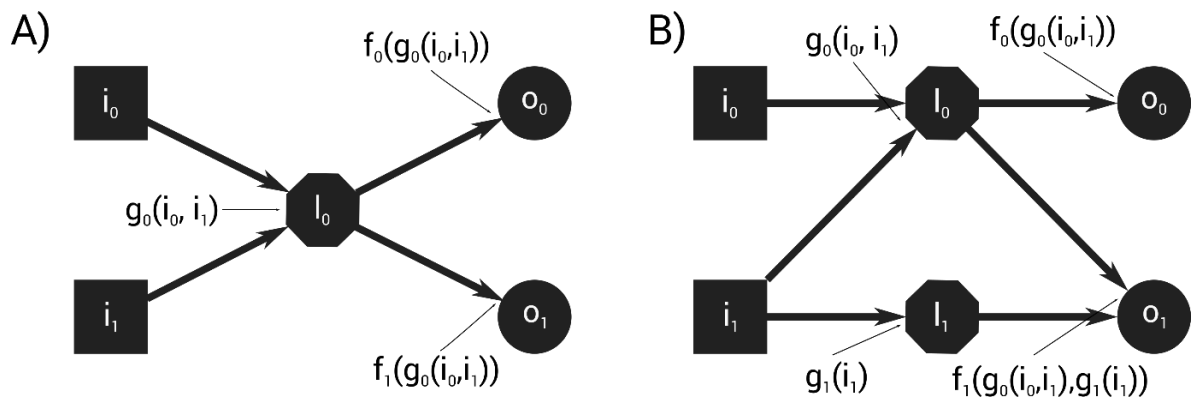 A)
i₀
i₁
g₀(i₀, i₁)
l₀
f₀(g₀(i₀,i₁))
o₀
o₁
f₁(g₀(i₀,i₁))
B)
g₀(i₀, i₁)
f₀(g₀(i₀,i₁))
i₀
l₀
o₀
i₁
l₁
o₁
g₁(i₁)
f₁(g₀(i₀,i₁),g₁(i₁))